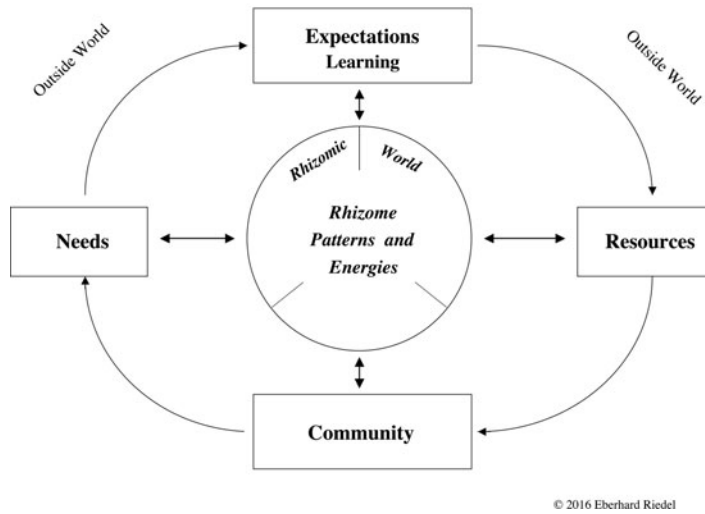 Outside World
Expectations
Learning
Outside World
Rhizomic
World
Needs
Rhizome
Patterns and
Energies
Resources
Community
© 2016 Eberhard Riedel